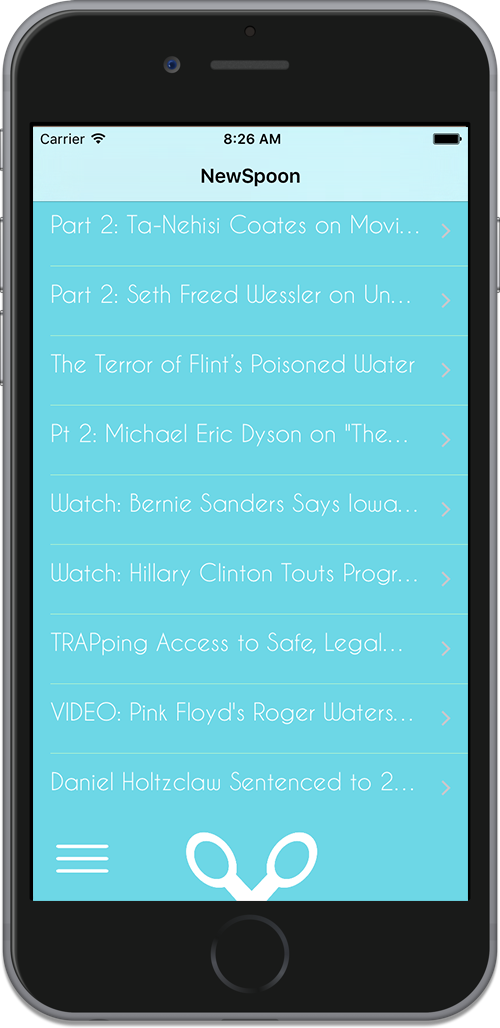 Carrier 8:26 AM
NewSpoon
Part 2: Ta-Nehisi Coates on Movi...
Part 2: Seth Freed Wessler on Un...
The Terror of Flint's Poisoned Water
Pt 2: Michael Eric Dyson on "The...
Watch: Bernie Sanders Says Iowa...
Watch: Hillary Clinton Touts Progr...
TRAPping Access to Safe, Legal...
VIDEO: Pink Floyd's Roger Waters...
Daniel Holtzclaw Sentenced to 2...